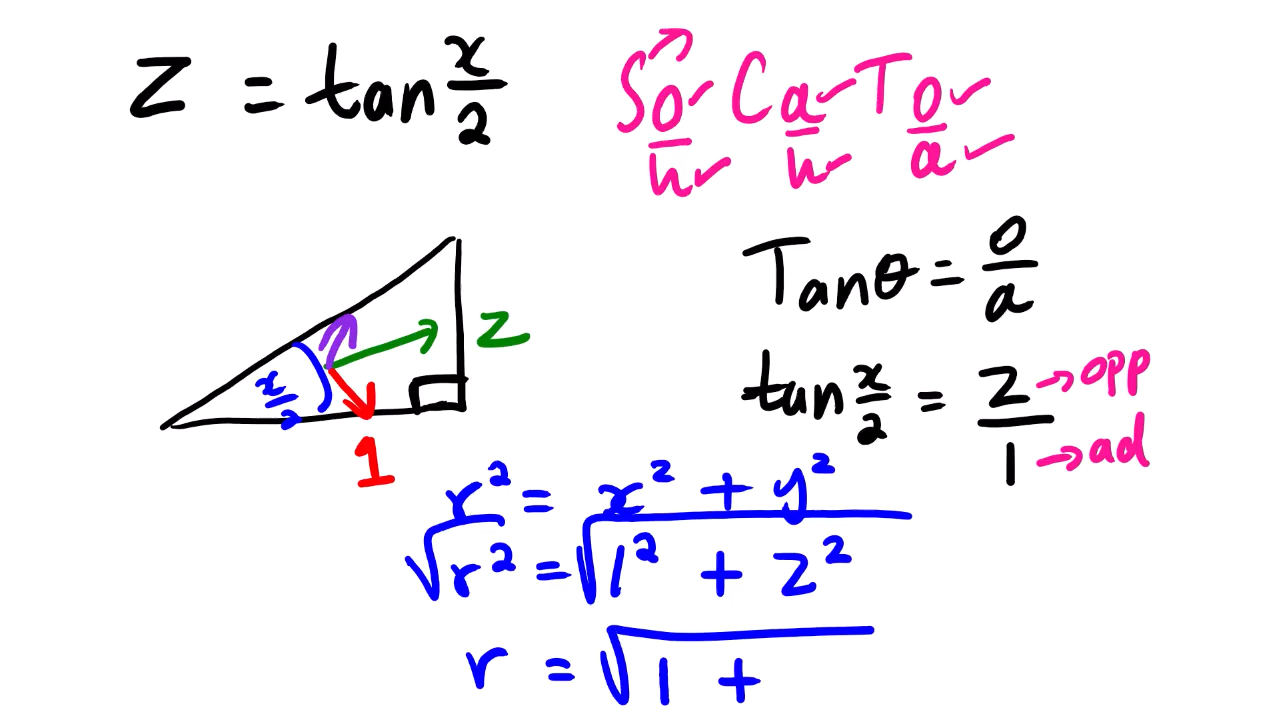 Z = tan x/2
So/h Ca/h To/a
Tanθ = o/a
x/2
Z
1
tan x/2 = Z/1 → opp → ad
r² = x² + y²
√r² = √1² + Z²
r = √1 +